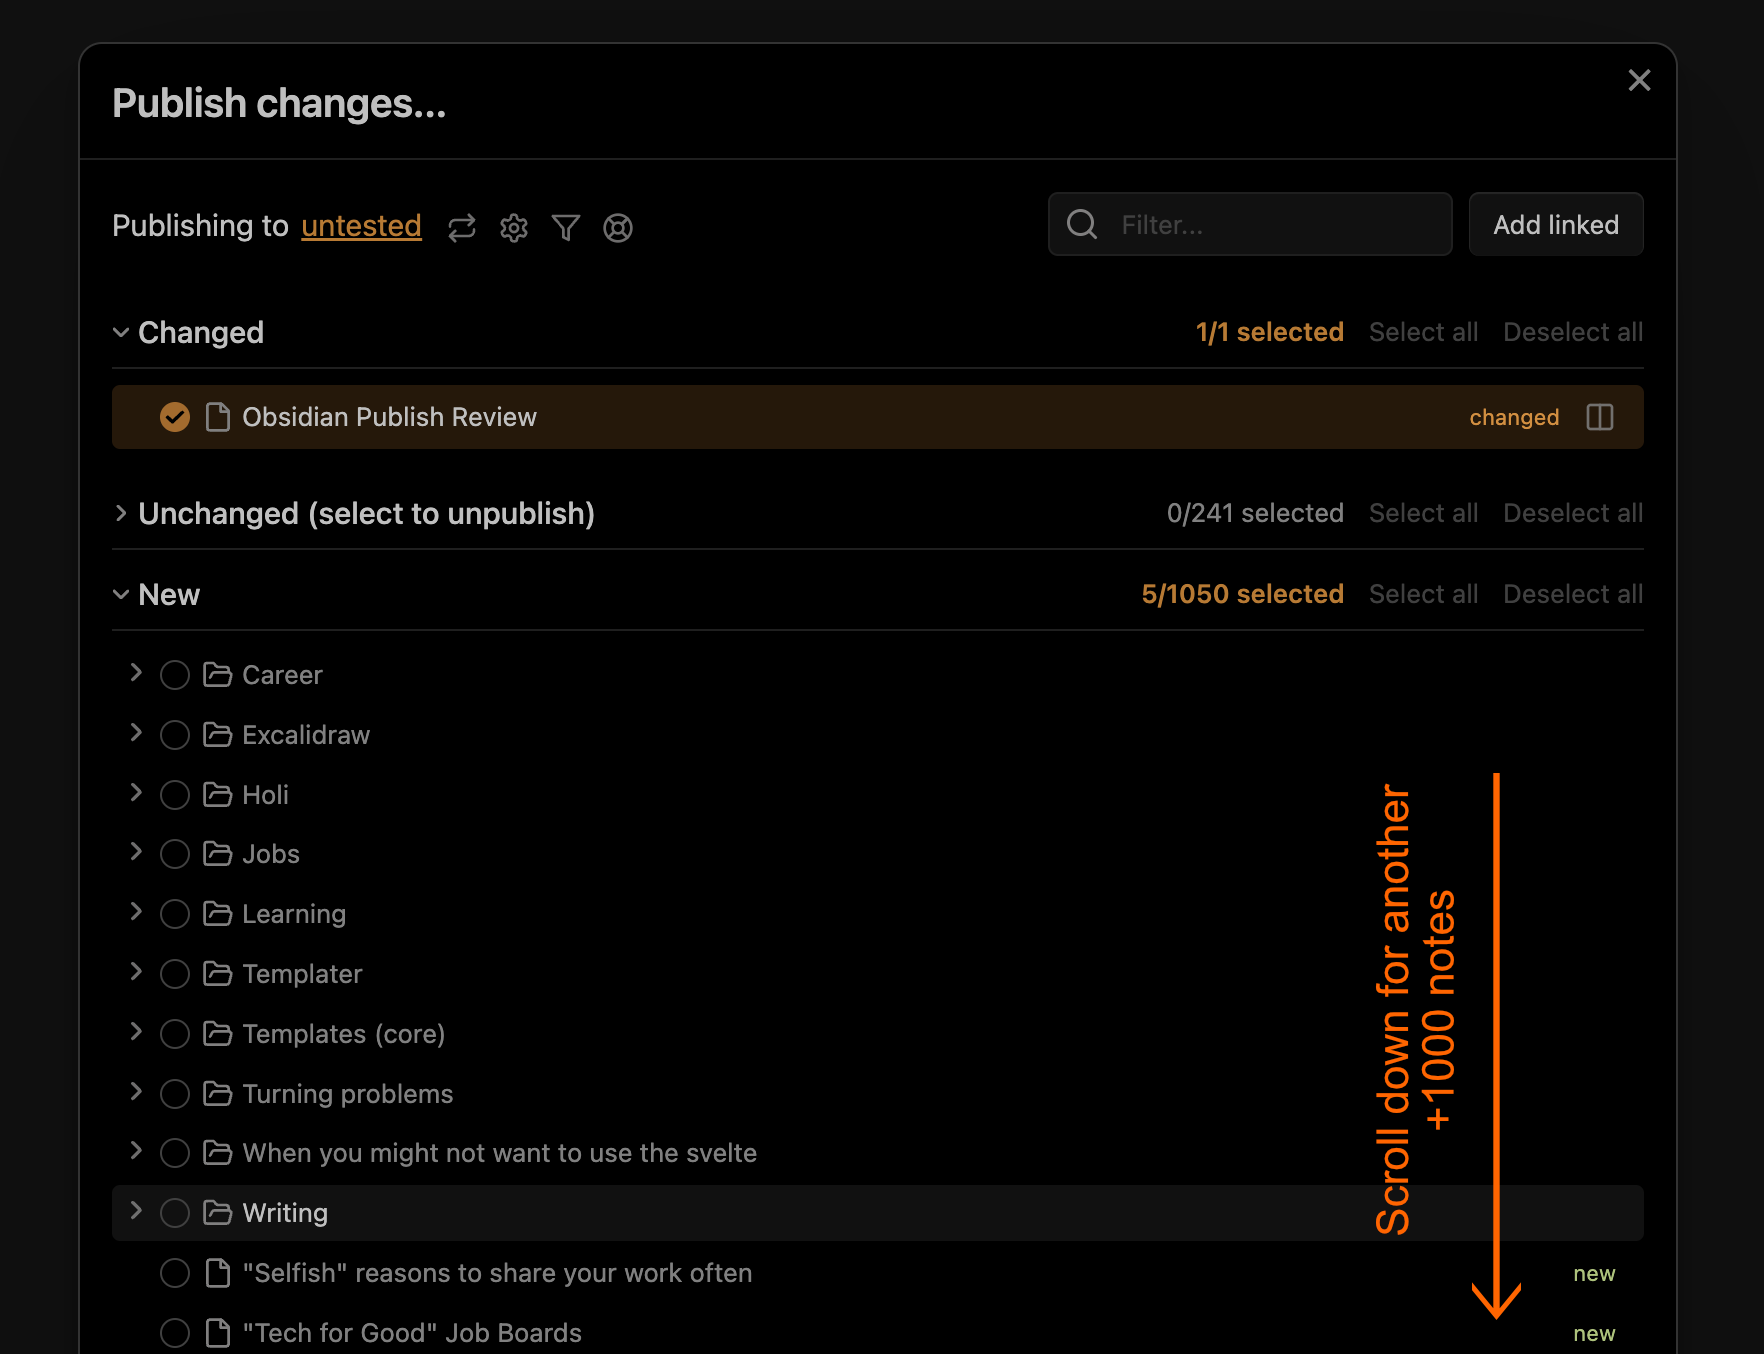 Publish changes...
Publishing to untested
Filter...
Add linked
Changed
1/1 selected
Select all
Deselect all
Obsidian Publish Review
changed
Unchanged (select to unpublish)
0/241 selected
Select all
Deselect all
New
5/1050 selected
Select all
Deselect all
Career
Excalidraw
Holi
Jobs
Learning
Templater
Templates (core)
Turning problems
When you might not want to use the svelte
Writing
"Selfish" reasons to share your work often
new
"Tech for Good" Job Boards
new
Scroll down for another
+1000 notes